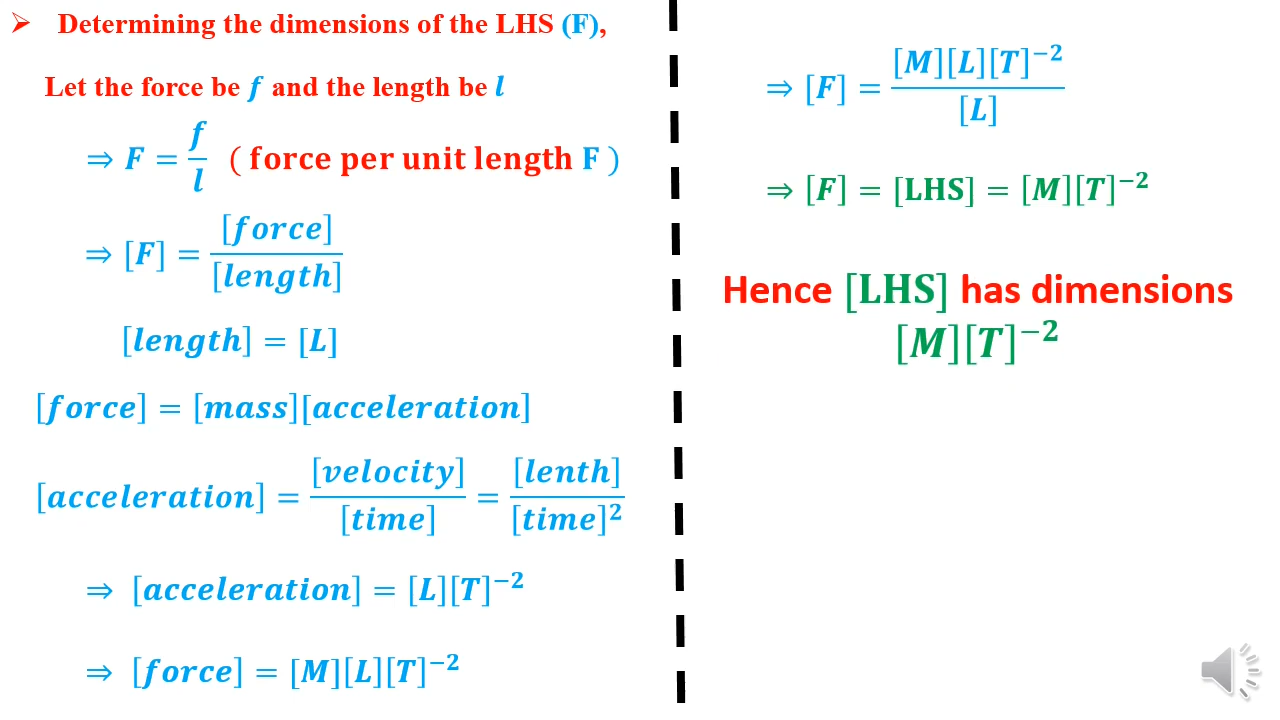 ➢ Determining the dimensions of the LHS (F),
Let the force be f and the length be l
⇒ F = f/l ( force per unit length F )
⇒ [F] = [force]/[length]
[length] = [L]
[force] = [mass][acceleration]
[acceleration] = [velocity]/[time] = [lenth]/[time]²
⇒ [acceleration] = [L][T]⁻²
⇒ [force] = [M][L][T]⁻²
⇒ [F] = [M][L][T]⁻²/[L]
⇒ [F] = [LHS] = [M][T]⁻²
Hence [LHS] has dimensions
[M][T]⁻²